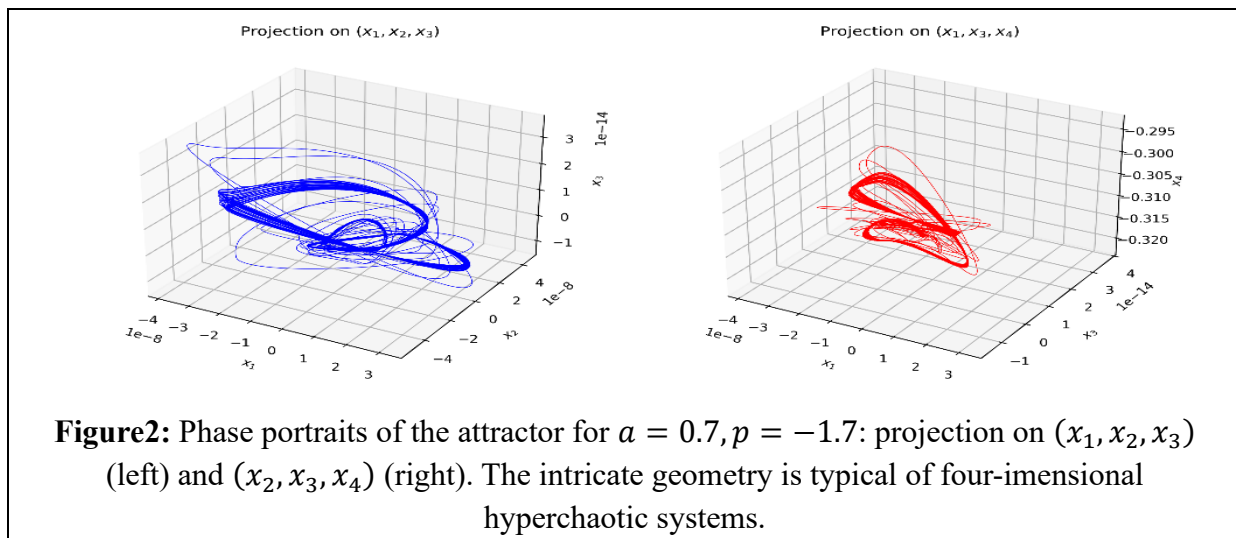 Projection on (x₁, x₂, x₃)
Projection on (x₁, x₃, x₄)
3
2
1
0
−1
x₃
1e−14
−4
−3
−2
−1
0
1
2
3
1e−8
x₁
−4
−2
0
2
4
1e−8
x₂
−0.295
−0.300
−0.305
−0.310
−0.315
−0.320
x₄
−4
−3
−2
−1
0
1
2
3
1e−8
x₁
−1
0
1
2
3
4
1e−14
x₃
Figure2: Phase portraits of the attractor for 𝑎 = 0.7, 𝑝 = −1.7: projection on (𝑥₁, 𝑥₂, 𝑥₃)
(left) and (𝑥₂, 𝑥₃, 𝑥₄) (right). The intricate geometry is typical of four-imensional
hyperchaotic systems.